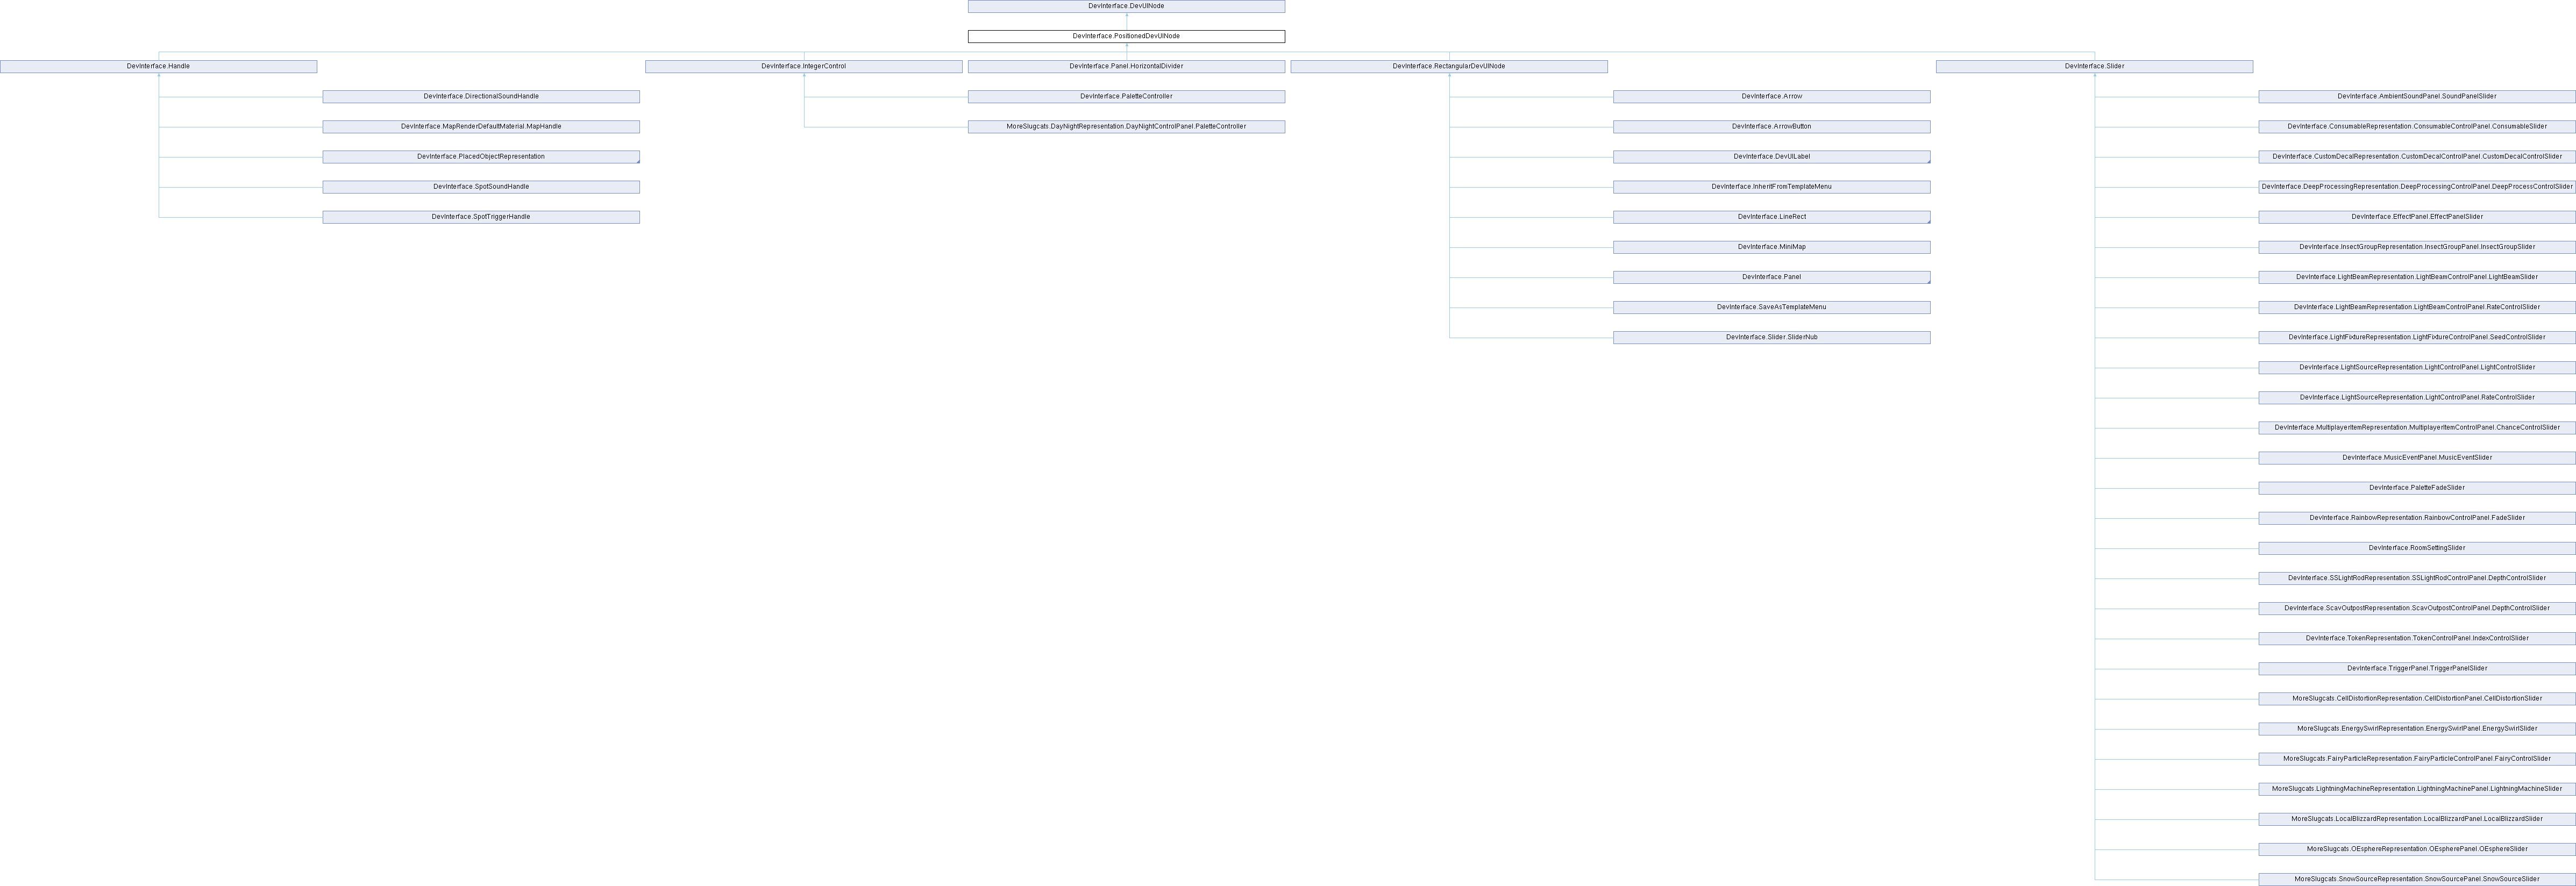 DevInterface.DevUINode
DevInterface.PositionedDevUINode
DevInterface.Handle
DevInterface.IntegerControl
DevInterface.Panel.HorizontalDivider
DevInterface.RectangularDevUINode
DevInterface.Slider
DevInterface.DirectionalSoundHandle
DevInterface.PaletteController
DevInterface.Arrow
DevInterface.AmbientSoundPanel.SoundPanelSlider
DevInterface.MapRenderDefaultMaterial.MapHandle
MoreSlugcats.DayNightRepresentation.DayNightControlPanel.PaletteController
DevInterface.ArrowButton
DevInterface.ConsumableRepresentation.ConsumableControlPanel.ConsumableSlider
DevInterface.PlacedObjectRepresentation
DevInterface.DevUILabel
DevInterface.CustomDecalRepresentation.CustomDecalControlPanel.CustomDecalControlSlider
DevInterface.SpotSoundHandle
DevInterface.InheritFromTemplateMenu
DevInterface.DeepProcessingRepresentation.DeepProcessingControlPanel.DeepProcessControlSlider
DevInterface.SpotTriggerHandle
DevInterface.LineRect
DevInterface.EffectPanel.EffectPanelSlider
DevInterface.MiniMap
DevInterface.InsectGroupRepresentation.InsectGroupPanel.InsectGroupSlider
DevInterface.Panel
DevInterface.LightBeamRepresentation.LightBeamControlPanel.LightBeamSlider
DevInterface.SaveAsTemplateMenu
DevInterface.LightBeamRepresentation.LightBeamControlPanel.RateControlSlider
DevInterface.Slider.SliderNub
DevInterface.LightFixtureRepresentation.LightFixtureControlPanel.SeedControlSlider
DevInterface.LightSourceRepresentation.LightControlPanel.LightControlSlider
DevInterface.LightSourceRepresentation.LightControlPanel.RateControlSlider
DevInterface.MultiplayerItemRepresentation.MultiplayerItemControlPanel.ChanceControlSlider
DevInterface.MusicEventPanel.MusicEventSlider
DevInterface.PaletteFadeSlider
DevInterface.RainbowRepresentation.RainbowControlPanel.FadeSlider
DevInterface.RoomSettingSlider
DevInterface.SSLightRodRepresentation.SSLightRodControlPanel.DepthControlSlider
DevInterface.ScavOutpostRepresentation.ScavOutpostControlPanel.DepthControlSlider
DevInterface.TokenRepresentation.TokenControlPanel.IndexControlSlider
DevInterface.TriggerPanel.TriggerPanelSlider
MoreSlugcats.CellDistortionRepresentation.CellDistortionPanel.CellDistortionSlider
MoreSlugcats.EnergySwirlRepresentation.EnergySwirlPanel.EnergySwirlSlider
MoreSlugcats.FairyParticleRepresentation.FairyParticleControlPanel.FairyControlSlider
MoreSlugcats.LightningMachineRepresentation.LightningMachinePanel.LightningMachineSlider
MoreSlugcats.LocalBlizzardRepresentation.LocalBlizzardPanel.LocalBlizzardSlider
MoreSlugcats.OEsphereRepresentation.OEspherePanel.OEsphereSlider
MoreSlugcats.SnowSourceRepresentation.SnowSourcePanel.SnowSourceSlider